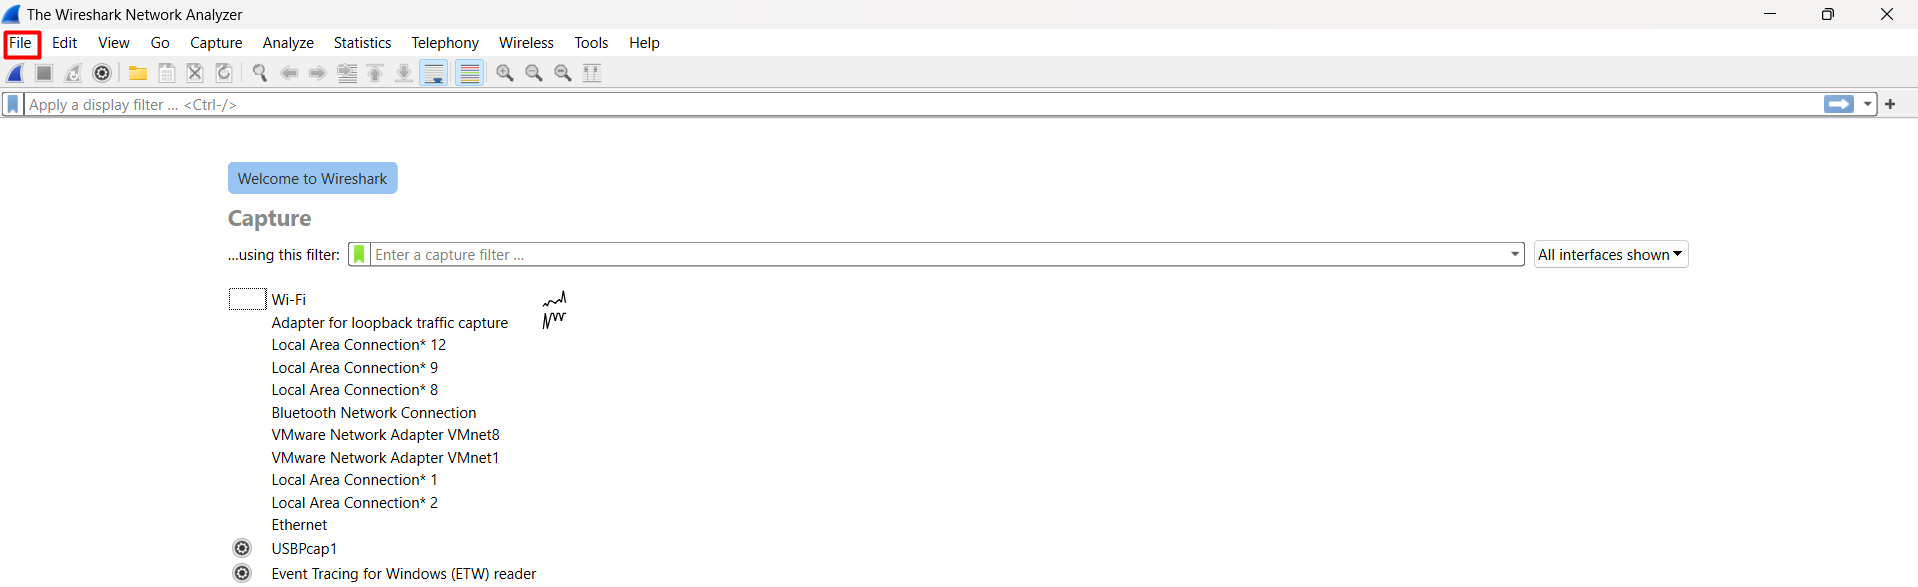 The Wireshark Network Analyzer
File Edit View Go Capture Analyze Statistics Telephony Wireless Tools Help
Apply a display filter ... <Ctrl-/>
Welcome to Wireshark
Capture
...using this filter: Enter a capture filter ... All interfaces shown
Wi-Fi
Adapter for loopback traffic capture
Local Area Connection* 12
Local Area Connection* 9
Local Area Connection* 8
Bluetooth Network Connection
VMware Network Adapter VMnet8
VMware Network Adapter VMnet1
Local Area Connection* 1
Local Area Connection* 2
Ethernet
USBPcap1
Event Tracing for Windows (ETW) reader